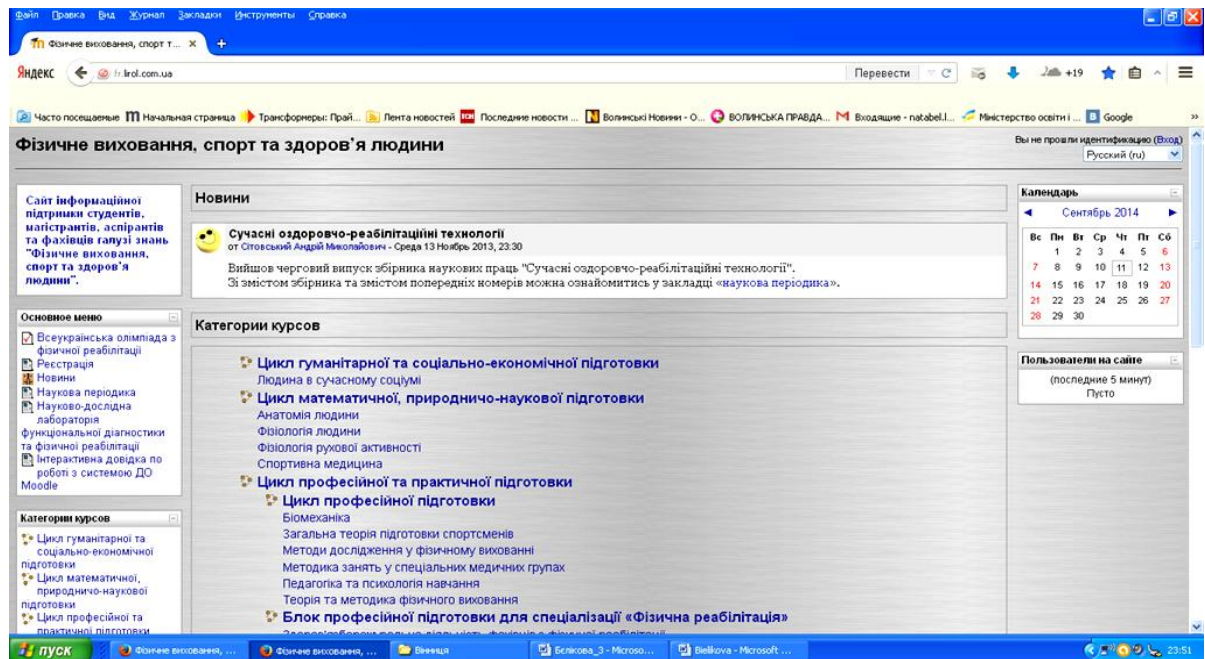 Файл Правка Вид Журнал Закладки Инструменты Справка
Фізичне виховання, спорт т... × +
Яндекс fr.lirol.com.ua Перевести +19
Часто посещаемые Начальная страница Трансформеры: Прай... Лента новостей Последние новости ... Волинські Новини - О... ВОЛИНСЬКА ПРАВДА... Входящие - natabel.l... Міністерство освіти і ... Google »
Фізичне виховання, спорт та здоров’я людини
Вы не прошли идентификацию (Вход)
Русский (ru)
Сайт інформаційної
підтримки студентів,
магістрантів, аспірантів
та фахівців галузі знань
"Фізичне виховання,
спорт та здоров'я
людини".
Основное меню
Всеукраїнська олімпіада з
фізичної реабілітації
Реєстрація
Новини
Наукова періодика
Науково-дослідна
лабораторія
функціональної діагностики
та фізичної реабілітації
Інтерактивна довідка по
роботі з системою ДО
Moodle
Категории курсов
Цикл гуманітарної та
соціально-економічної
підготовки
Цикл математичної,
природничо-наукової
підготовки
Цикл професійної та
практичної підготовки
Новини
Сучасні оздоровчо-реабілітаційні технології
от Сітовський Андрій Миколайович - Среда 13 Ноябрь 2013, 23:30
Вийшов черговий випуск збірника наукових праць "Сучасні оздоровчо-реабілітаційні технології".
Зі змістом збірника та змістом попередніх номерів можна ознайомитись у закладці «наукова періодика».
Категории курсов
Цикл гуманітарної та соціально-економічної підготовки
Людина в сучасному соціумі
Цикл математичної, природничо-наукової підготовки
Анатомія людини
Фізіологія людини
Фізіологія рухової активності
Спортивна медицина
Цикл професійної та практичної підготовки
Цикл професійної підготовки
Біомеханіка
Загальна теорія підготовки спортсменів
Методи дослідження у фізичному вихованні
Методика занять у спеціальних медичних групах
Педагогіка та психологія навчання
Теорія та методика фізичного виховання
Блок професійної підготовки для спеціалізації «Фізична реабілітація»
Календарь
Сентябрь 2014
Вс Пн Вт Ср Чт Пт Сб
1 2 3 4 5 6
7 8 9 10 11 12 13
14 15 16 17 18 19 20
21 22 23 24 25 26 27
28 29 30
Пользователи на сайте
(последние 5 минут)
Пусто
пуск Фізичне виховання, ... Фізичне виховання, ... Вінниця Бєлікова_3 - Microso... Bielikova - Microsoft ... 23:51